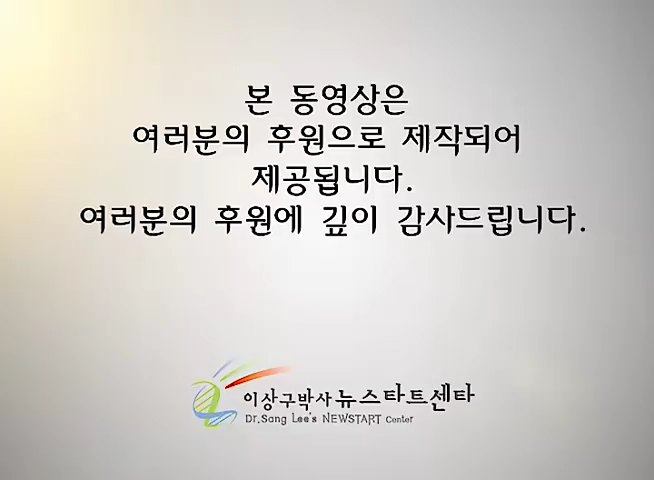 본 동영상은
여러분의 후원으로 제작되어
제공됩니다.
여러분의 후원에 깊이 감사드립니다.
이상구박사 뉴스타트센타
Dr.Sang Lee's NEWSTART Center